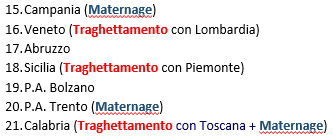 15. Campania (Maternage)
16. Veneto (Traghettamento con Lombardia)
17. Abruzzo
18. Sicilia (Traghettamento con Piemonte)
19. P.A. Bolzano
20. P.A. Trento (Maternage)
21. Calabria (Traghettamento con Toscana + Maternage)